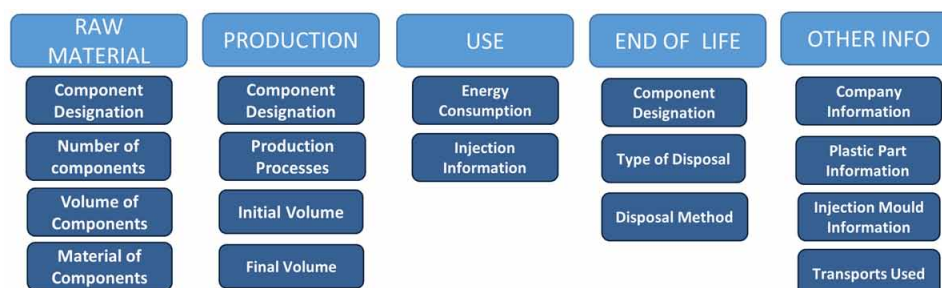 RAW
MATERIAL
Component
Designation
Number of
components
Volume of
Components
Material of
Components
PRODUCTION
Component
Designation
Production
Processes
Initial Volume
Final Volume
USE
Energy
Consumption
Injection
Information
END OF LIFE
Component
Designation
Type of Disposal
Disposal Method
OTHER INFO
Company
Information
Plastic Part
Information
Injection Mould
Information
Transports Used